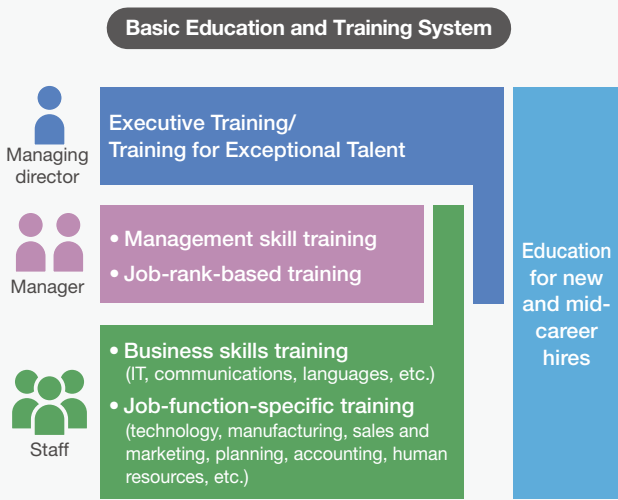 Basic Education and Training System
Managing
director
Executive Training/
Training for Exceptional Talent
Manager
• Management skill training
• Job-rank-based training
Staff
• Business skills training
(IT, communications, languages, etc.)
• Job-function-specific training
(technology, manufacturing, sales and
marketing, planning, accounting, human
resources, etc.)
Education
for new
and mid-
career
hires